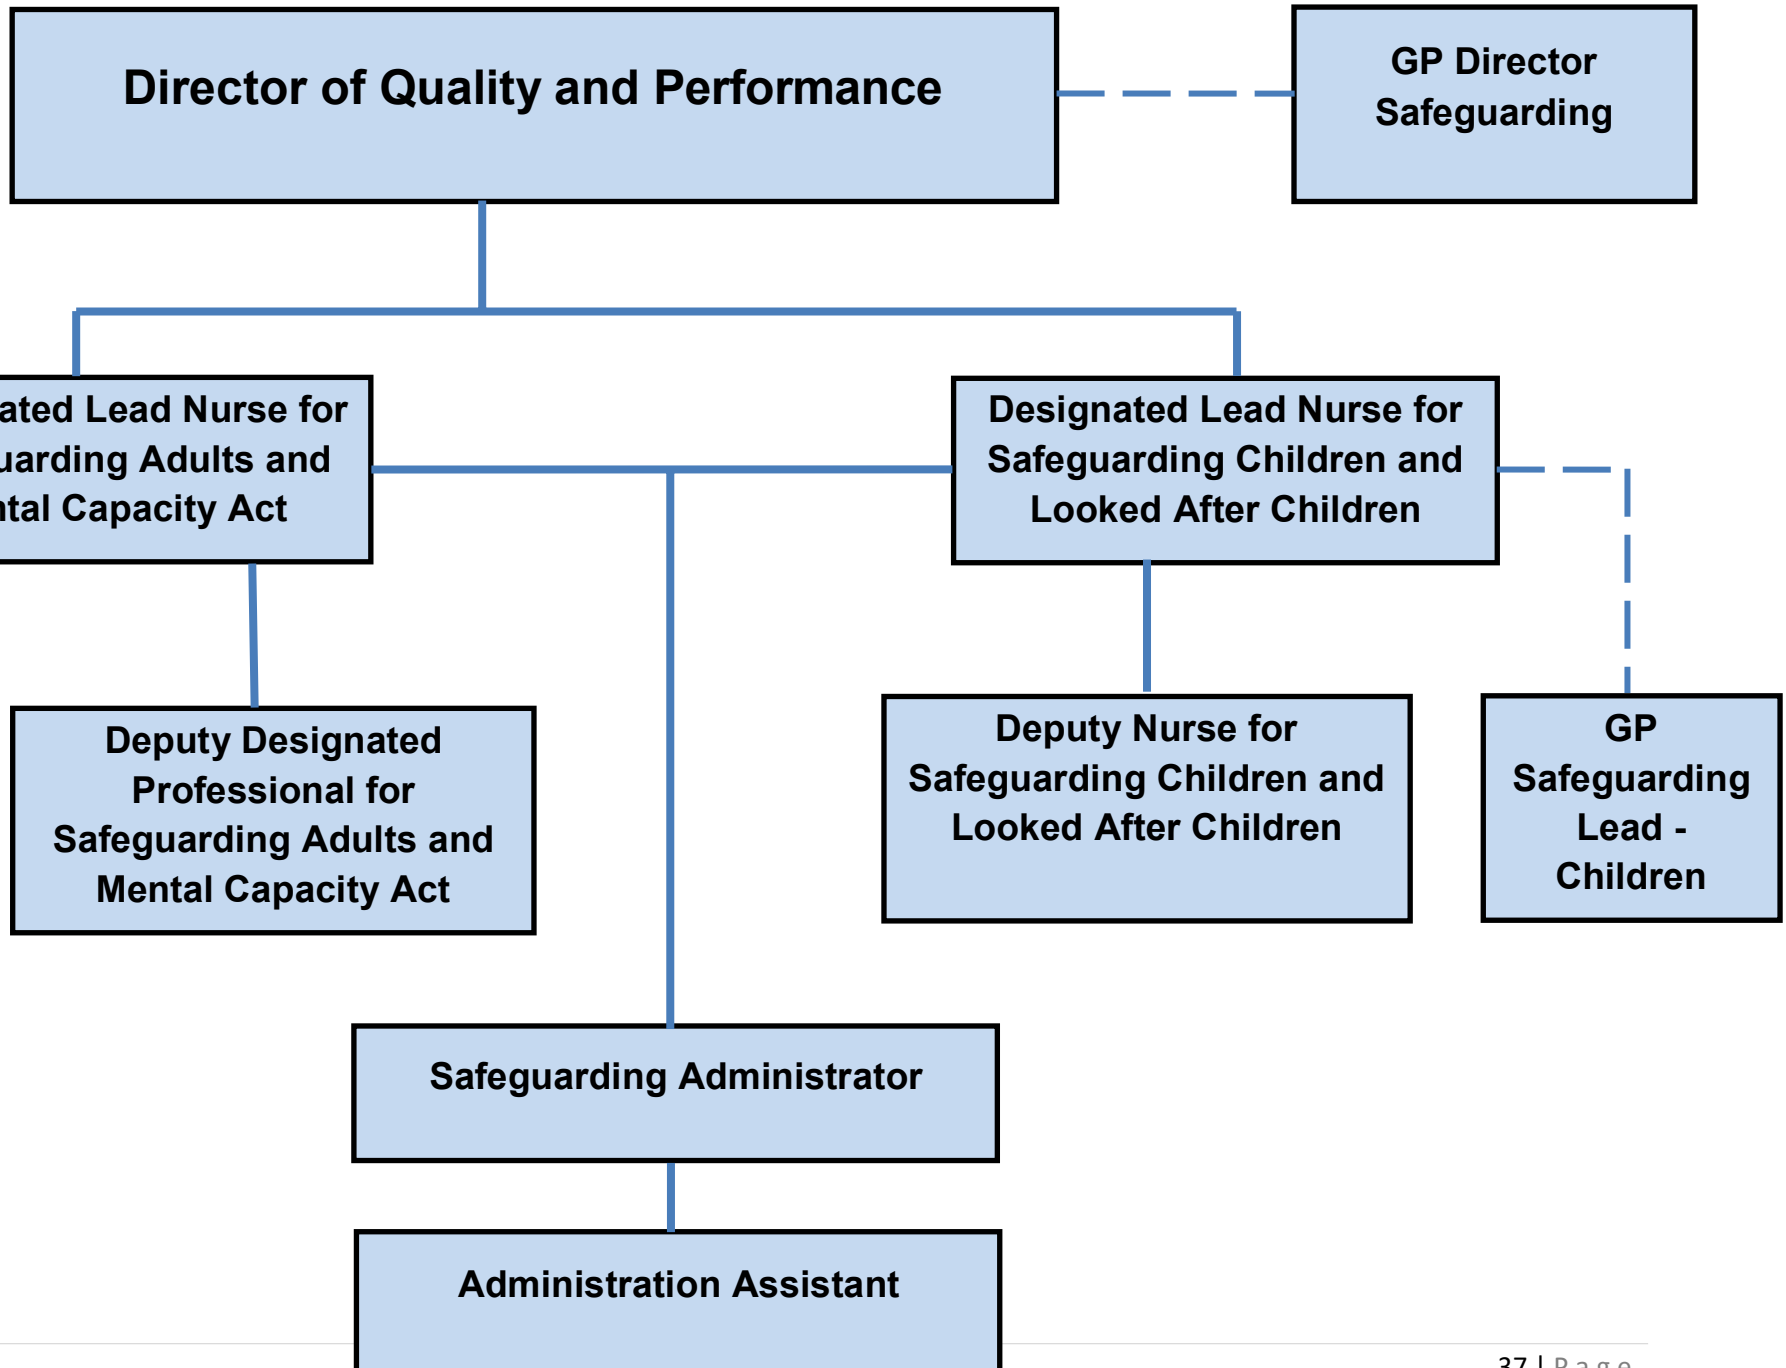 Director of Quality and Performance
GP Director
Safeguarding
ated Lead Nurse for
uarding Adults and
ntal Capacity Act
Designated Lead Nurse for
Safeguarding Children and
Looked After Children
Deputy Designated
Professional for
Safeguarding Adults and
Mental Capacity Act
Deputy Nurse for
Safeguarding Children and
Looked After Children
GP
Safeguarding
Lead -
Children
Safeguarding Administrator
Administration Assistant
37 | Page